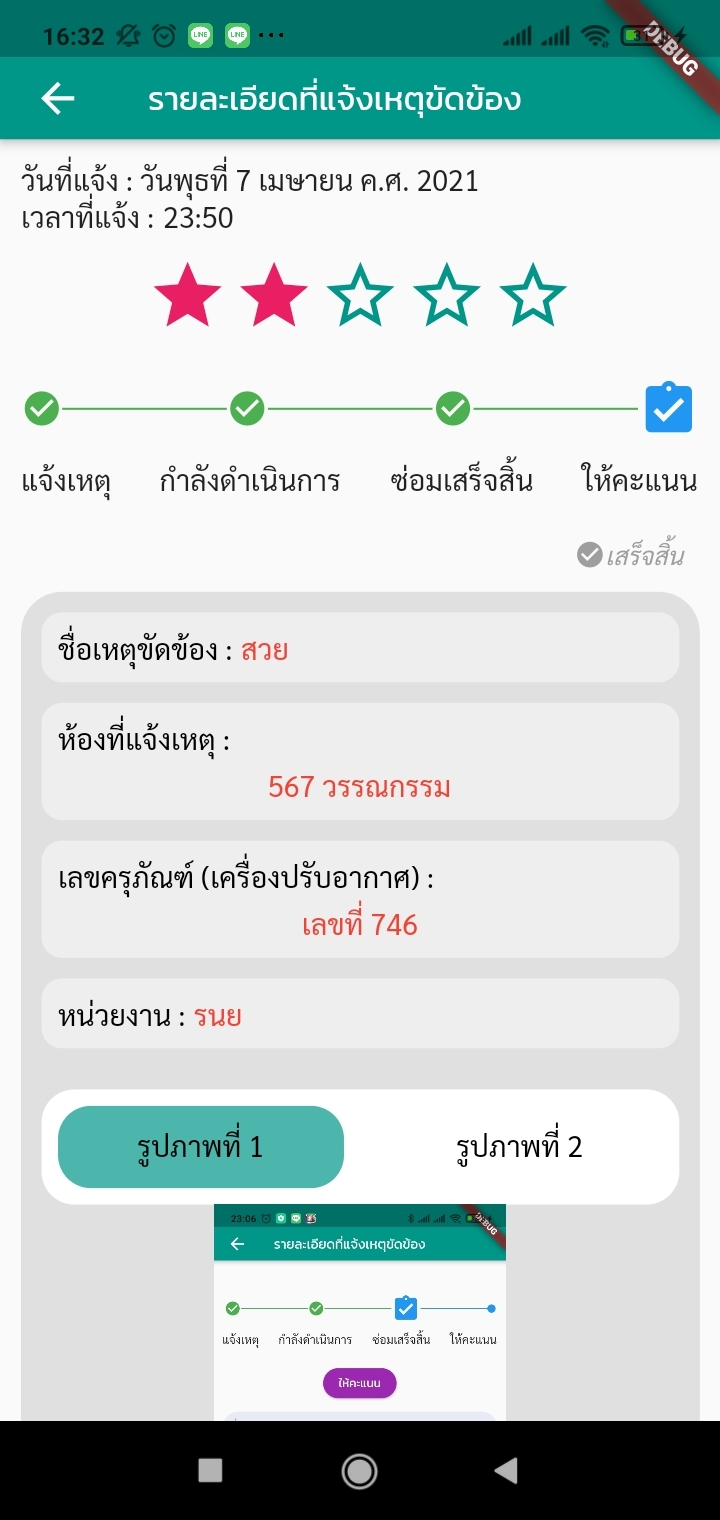 16:32
LINE
LINE
DEBUG
รายละเอียดที่แจ้งเหตุขัดข้อง
วันที่แจ้ง : วันพุธที่ 7 เมษายน ค.ศ. 2021
เวลาที่แจ้ง : 23:50
แจ้งเหตุ กำลังดำเนินการ ซ่อมเสร็จสิ้น ให้คะแนน
เสร็จสิ้น
ชื่อเหตุขัดข้อง : สวย
ห้องที่แจ้งเหตุ :
567 วรรณกรรม
เลขครุภัณฑ์ (เครื่องปรับอากาศ) :
เลขที่ 746
หน่วยงาน : รนย
รูปภาพที่ 1 รูปภาพที่ 2
23:06
DEBUG
รายละเอียดที่แจ้งเหตุขัดข้อง
แจ้งเหตุ กำลังดำเนินการ ซ่อมเสร็จสิ้น ให้คะแนน
ให้คะแนน